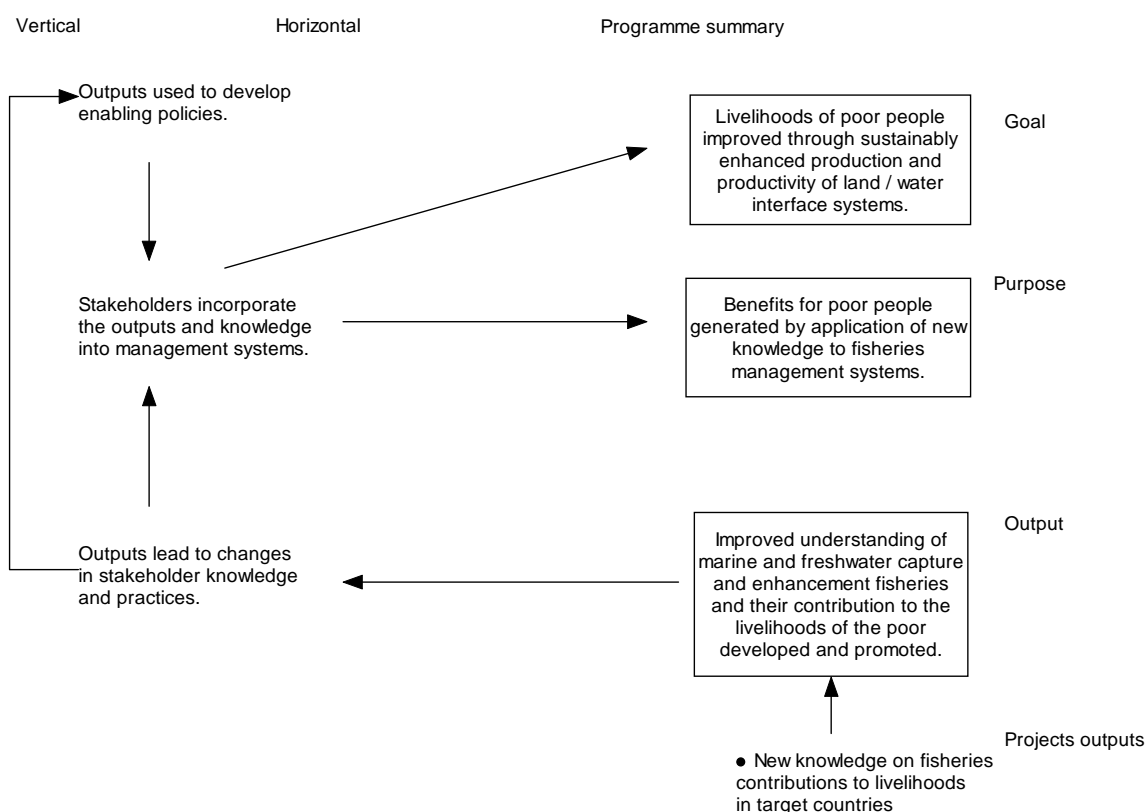 Vertical
Horizontal
Programme summary
Outputs used to develop
enabling policies.
Livelihoods of poor people
improved through sustainably
enhanced production and
productivity of land / water
interface systems.
Goal
Stakeholders incorporate
the outputs and knowledge
into management systems.
Benefits for poor people
generated by application of new
knowledge to fisheries
management systems.
Purpose
Outputs lead to changes
in stakeholder knowledge
and practices.
Improved understanding of
marine and freshwater capture
and enhancement fisheries
and their contribution to the
livelihoods of the poor
developed and promoted.
Output
Projects outputs
● New knowledge on fisheries
contributions to livelihoods
in target countries